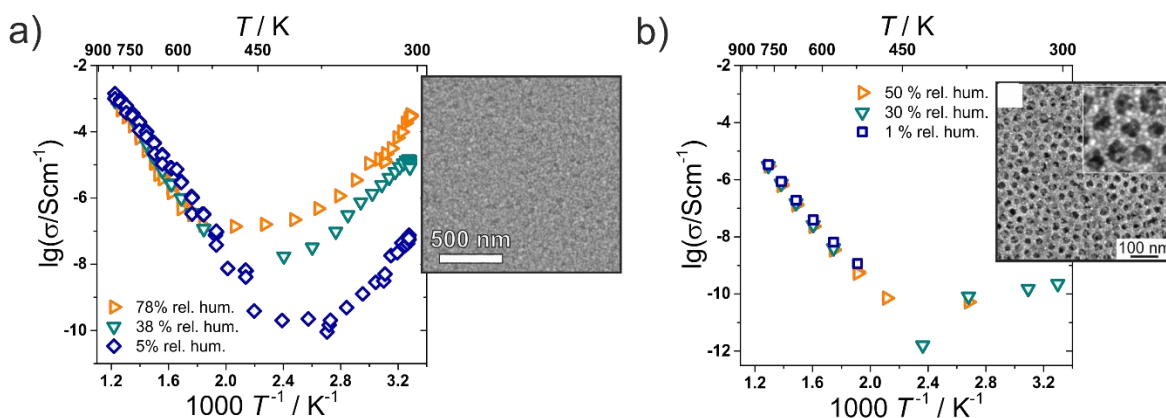 a)
T / K
900 750 600 450 300
-2
-4
-6
-8
-10
lg(σ/Scm⁻¹)
500 nm
78% rel. hum.
38 % rel. hum.
5% rel. hum.
1.2 1.6 2.0 2.4 2.8 3.2
1000 T⁻¹ / K⁻¹
b)
T / K
900 750 600 450 300
-2
-4
-6
-8
-10
-12
lg(σ/Scm⁻¹)
50 % rel. hum.
30 % rel. hum.
1 % rel. hum.
100 nm
1.2 1.6 2.0 2.4 2.8 3.2
1000 T⁻¹ / K⁻¹